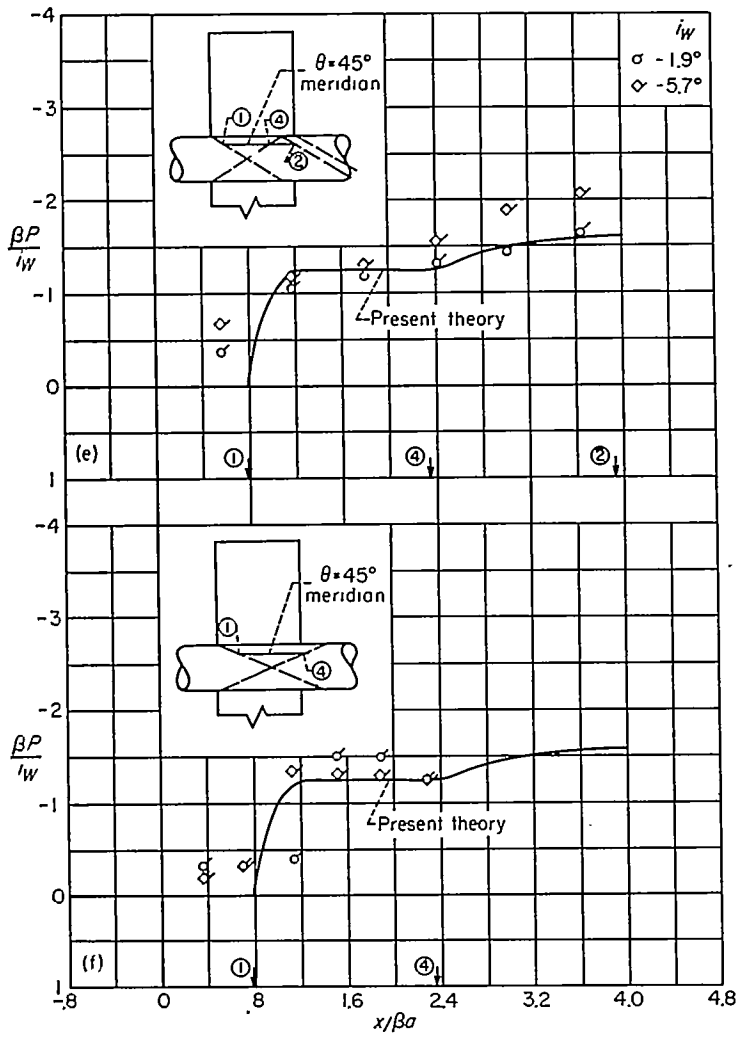 -4
i_W
-1.9°
-5.7°
θ=45°
meridian
①
④
②
-3
-2
βP
i_W
-1
Present theory
0
(e)
①
④
②
1
-4
θ=45°
meridian
①
④
-3
-2
βP
i_W
-1
Present theory
0
(f)
①
④
1
-.8
0
.8
1.6
2.4
3.2
4.0
4.8
x/βa